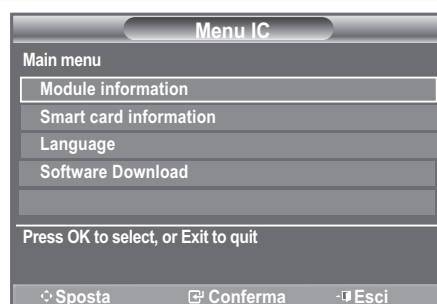 Menu IC
Main menu
Module information
Smart card information
Language
Software Download
Press OK to select, or Exit to quit
Sposta Conferma Esci